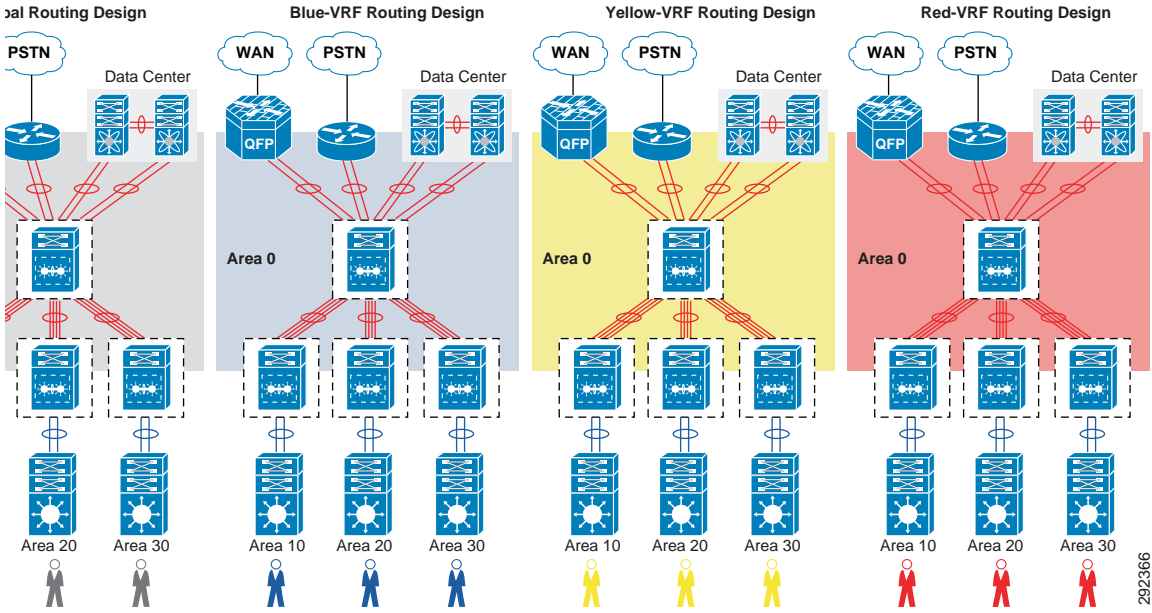 bal Routing Design Blue-VRF Routing Design Yellow-VRF Routing Design Red-VRF Routing Design
PSTN WAN PSTN WAN PSTN WAN PSTN
Data Center Data Center Data Center Data Center
QFP QFP QFP
Area 0 Area 0 Area 0
Area 20 Area 30 Area 10 Area 20 Area 30 Area 10 Area 20 Area 30 Area 10 Area 20 Area 30
292366